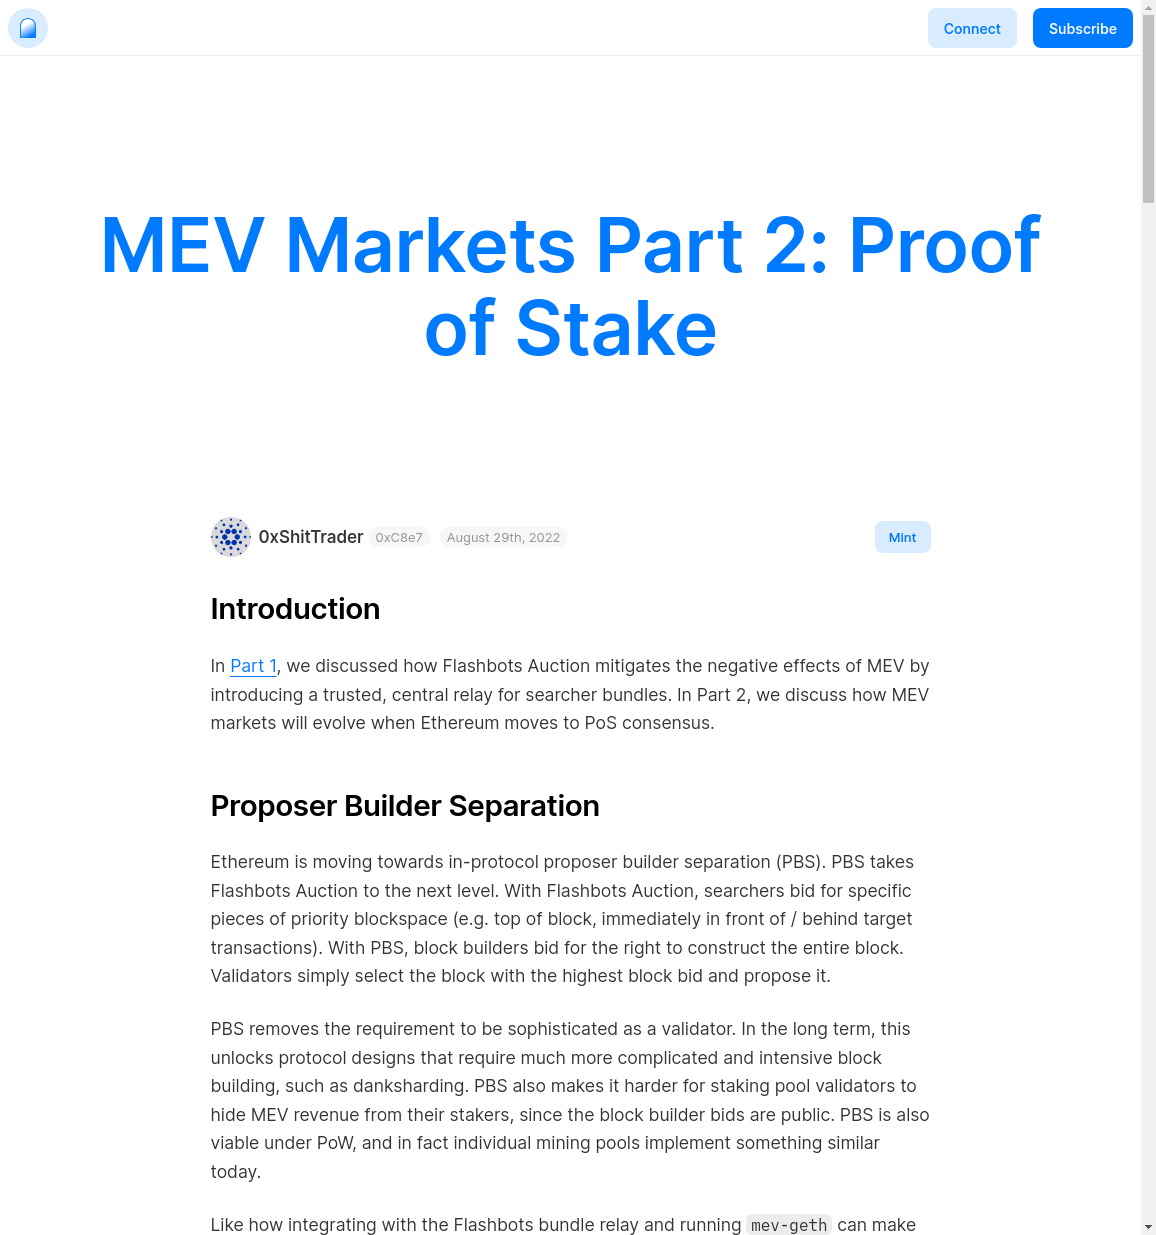 Connect
Subscribe
MEV Markets Part 2: Proof
of Stake
0xShitTrader 0xC8e7 August 29th, 2022
Mint
Introduction
In Part 1, we discussed how Flashbots Auction mitigates the negative effects of MEV by
introducing a trusted, central relay for searcher bundles. In Part 2, we discuss how MEV
markets will evolve when Ethereum moves to PoS consensus.
Proposer Builder Separation
Ethereum is moving towards in-protocol proposer builder separation (PBS). PBS takes
Flashbots Auction to the next level. With Flashbots Auction, searchers bid for specific
pieces of priority blockspace (e.g. top of block, immediately in front of / behind target
transactions). With PBS, block builders bid for the right to construct the entire block.
Validators simply select the block with the highest block bid and propose it.
PBS removes the requirement to be sophisticated as a validator. In the long term, this
unlocks protocol designs that require much more complicated and intensive block
building, such as danksharding. PBS also makes it harder for staking pool validators to
hide MEV revenue from their stakers, since the block builder bids are public. PBS is also
viable under PoW, and in fact individual mining pools implement something similar
today.
Like how integrating with the Flashbots bundle relay and running mev-geth can make